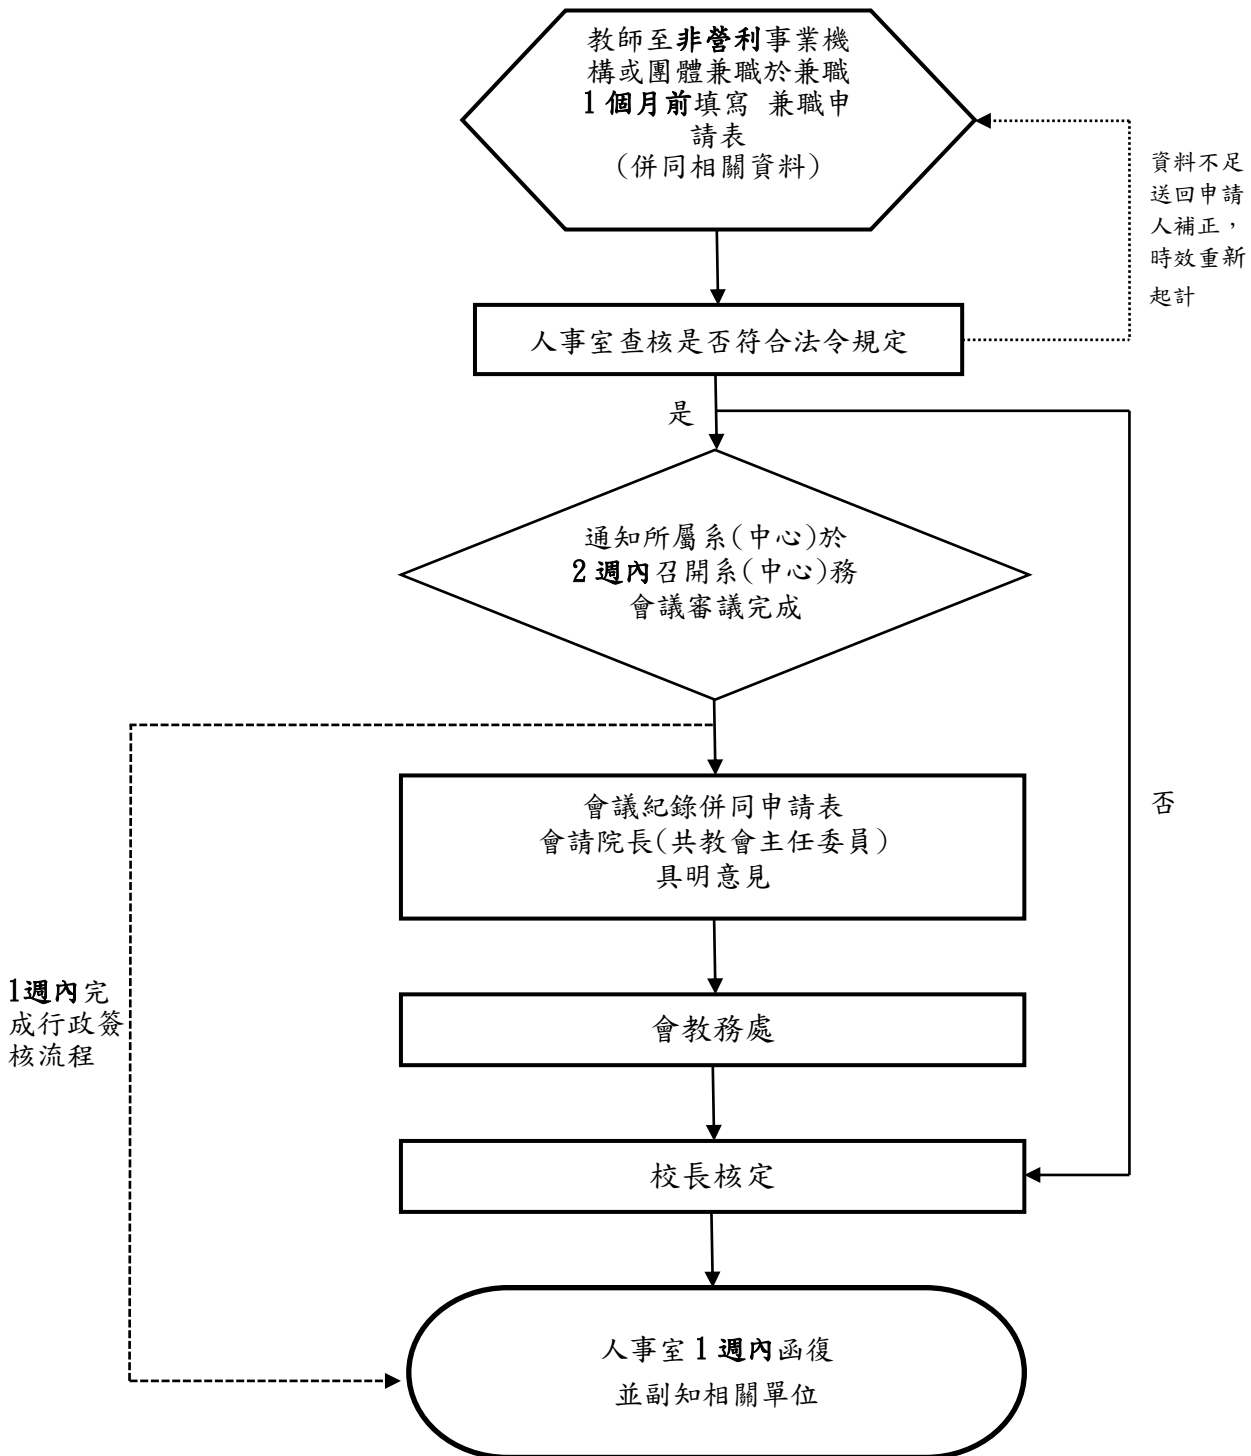 教師至非營利事業機
構或團體兼職於兼職
1 個月前填寫 兼職申
請表
(併同相關資料)
資料不足
送回申請
人補正，
時效重新
起計
人事室查核是否符合法令規定
是
通知所屬系(中心)於
2 週內召開系(中心)務
會議審議完成
會議紀錄併同申請表
會請院長(共教會主任委員)
具明意見
否
1週內完
成行政簽
核流程
會教務處
校長核定
人事室 1 週內函復
並副知相關單位